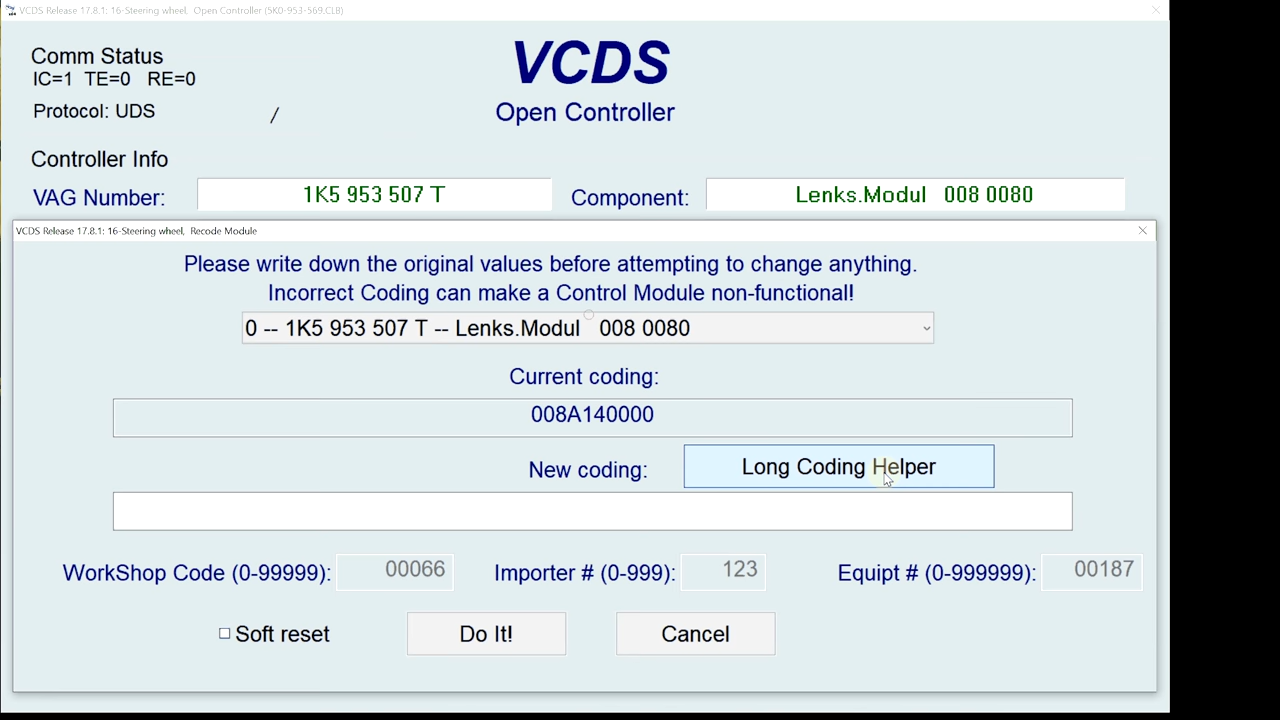 VCDS Release 17.8.1: 16-Steering wheel,  Open Controller (5K0-953-569.CLB)
Comm Status
IC=1  TE=0   RE=0
Protocol: UDS
/
VCDS
Open Controller
Controller Info
VAG Number: 1K5 953 507 T Component: Lenks.Modul   008 0080
VCDS Release 17.8.1: 16-Steering wheel,  Recode Module
Please write down the original values before attempting to change anything.
Incorrect Coding can make a Control Module non-functional!
0 -- 1K5 953 507 T -- Lenks.Modul   008 0080
Current coding:
008A140000
New coding: Long Coding Helper
WorkShop Code (0-99999): 00066 Importer # (0-999): 123 Equipt # (0-999999): 00187
Soft reset Do It! Cancel